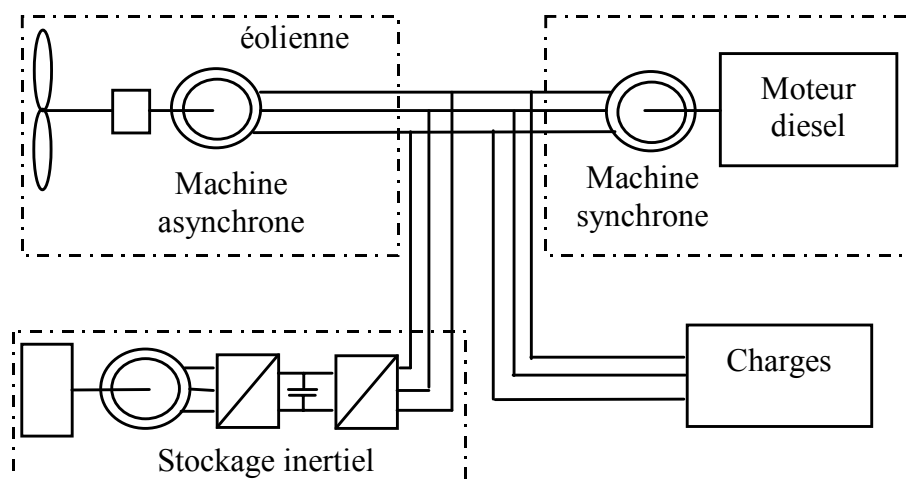 éolienne
Moteur
diesel
Machine
asynchrone
Machine
synchrone
Charges
Stockage inertiel